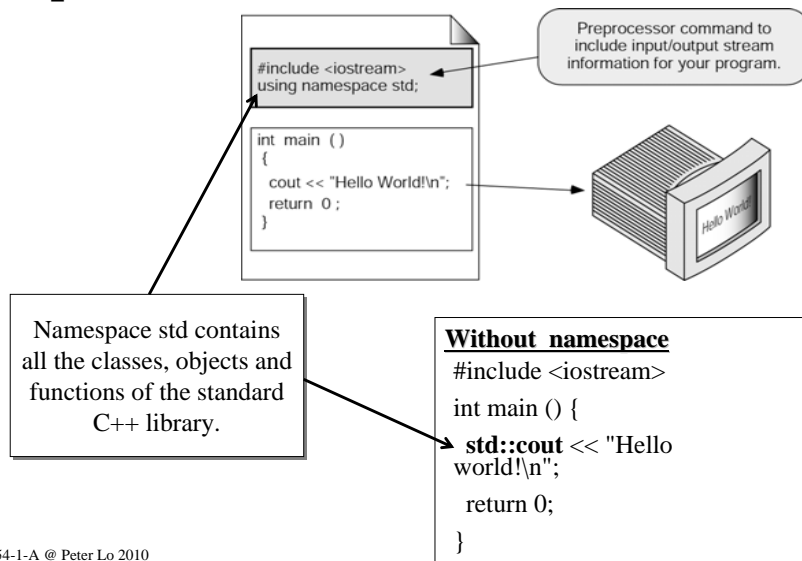 Preprocessor command to
include input/output stream
information for your program.
#include <iostream>
using namespace std;
int main ( )
{
cout << "Hello World!\n";
return 0 ;
}
Hello World!
Namespace std contains
all the classes, objects and
functions of the standard
C++ library.
Without namespace
#include <iostream>
int main () {
std::cout << "Hello
world!\n";
return 0;
}
54-1-A @ Peter Lo 2010